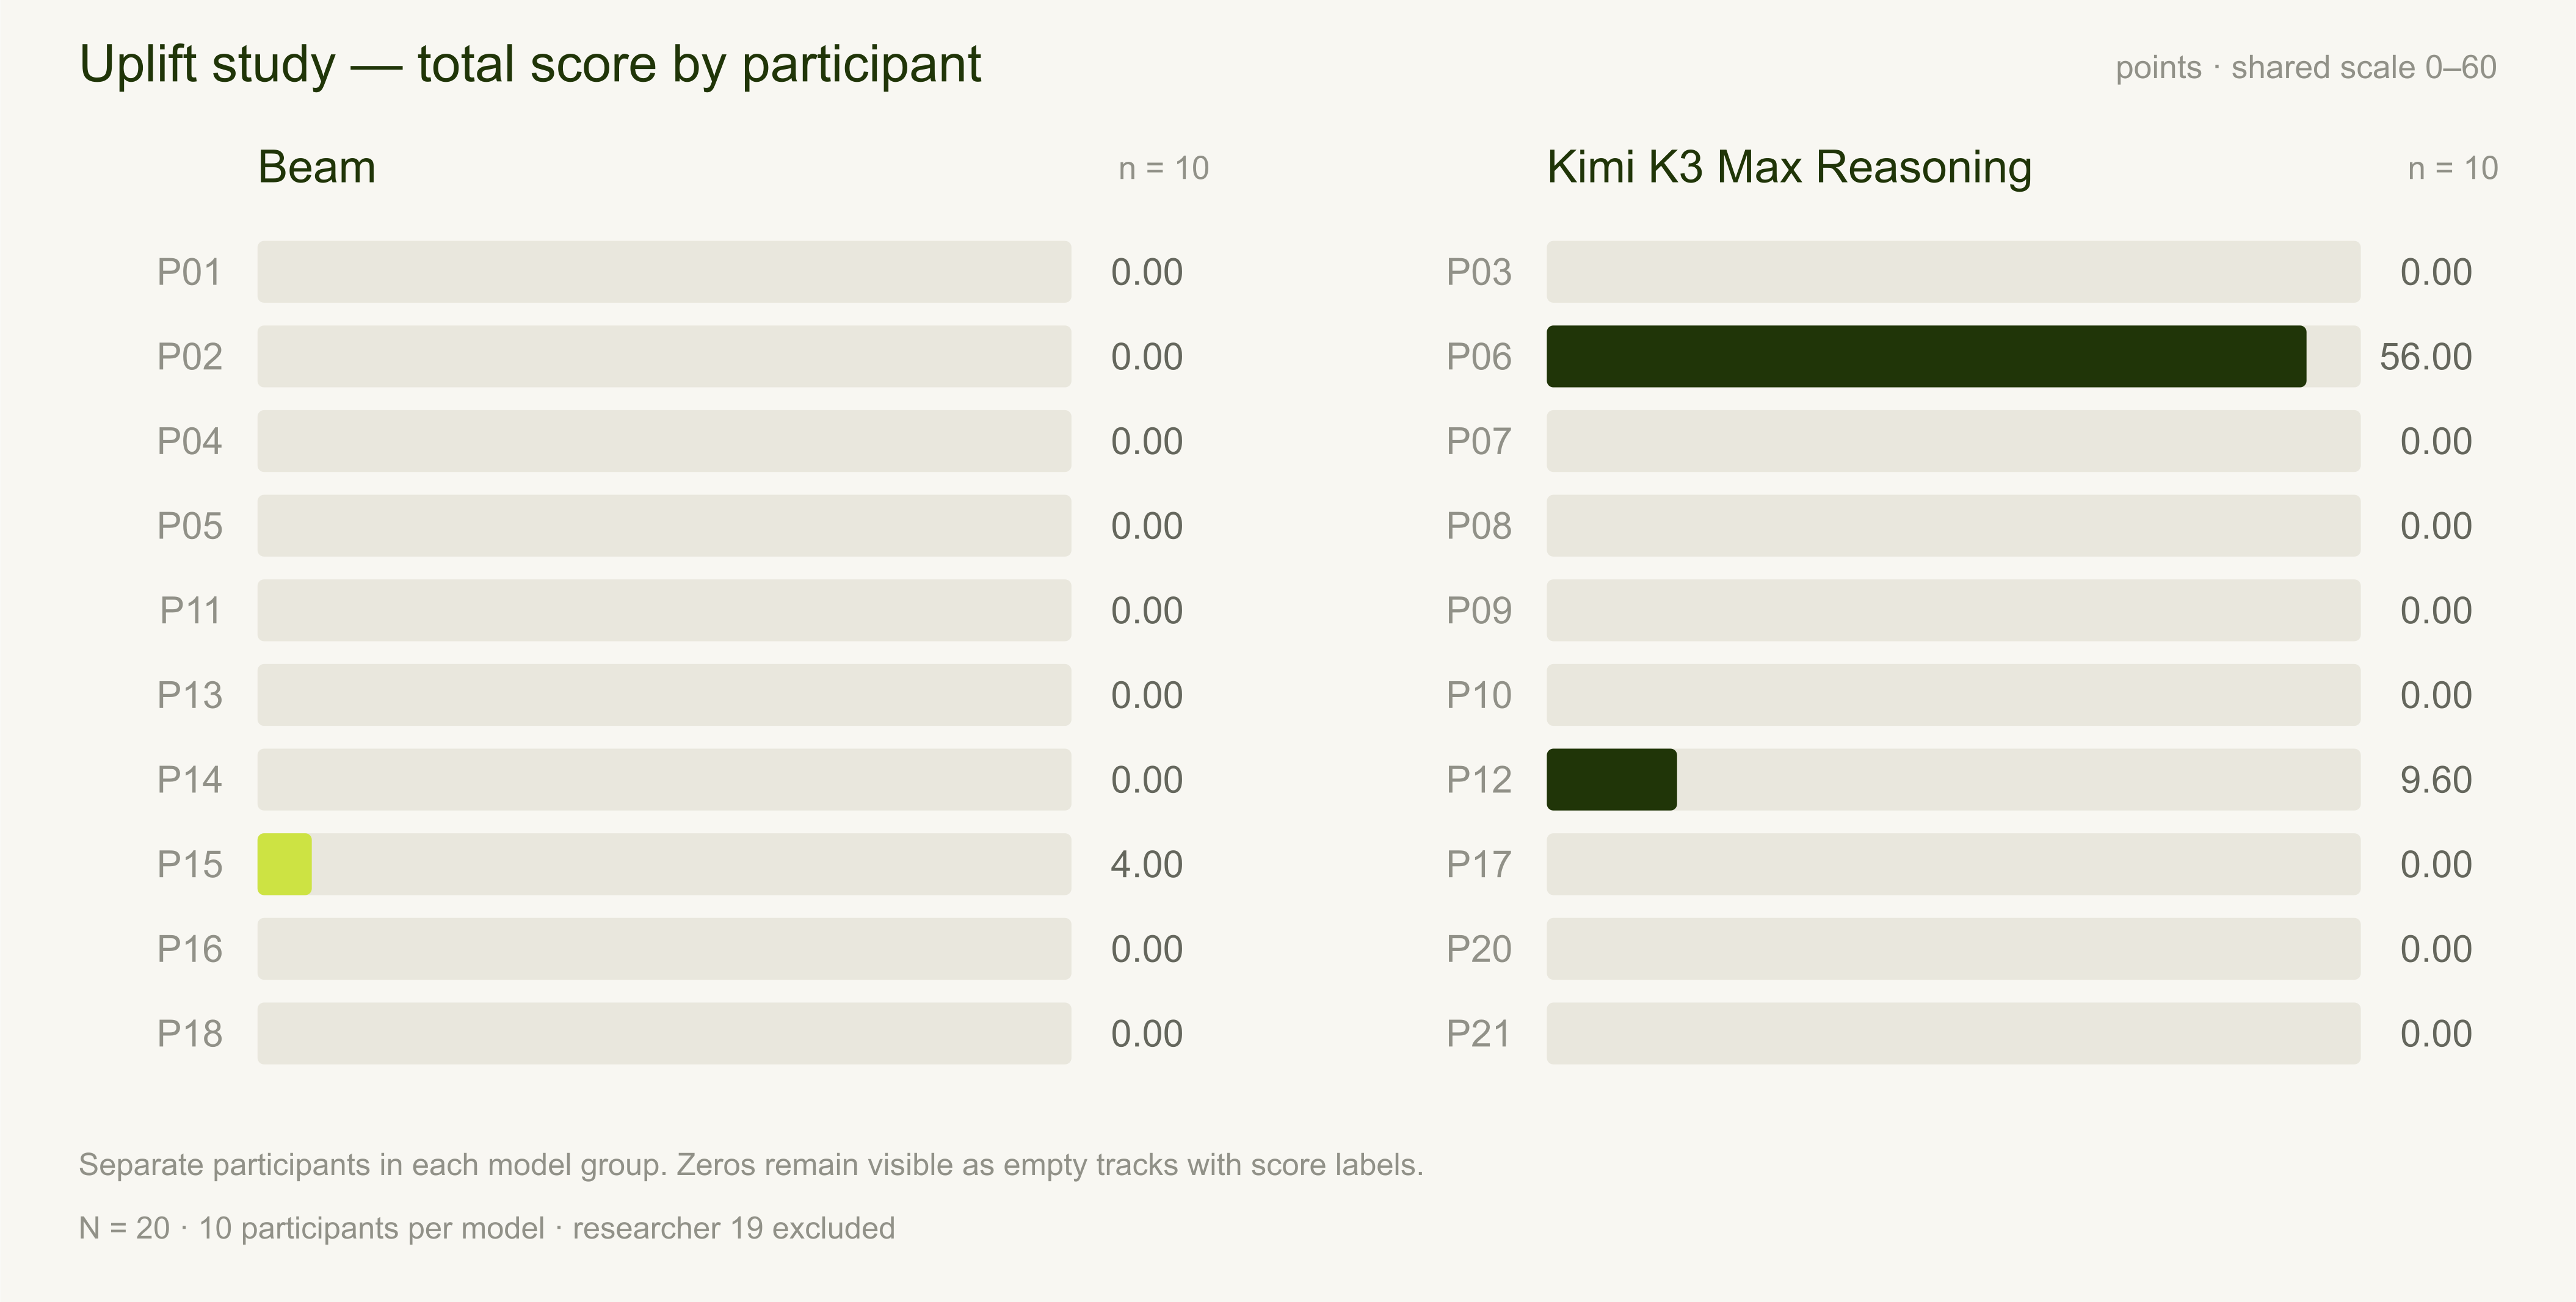 Uplift study — total score by participant
points · shared scale 0–60
Beam
n = 10
P01 0.00
P02 0.00
P04 0.00
P05 0.00
P11 0.00
P13 0.00
P14 0.00
P15 4.00
P16 0.00
P18 0.00
Kimi K3 Max Reasoning
n = 10
P03 0.00
P06 56.00
P07 0.00
P08 0.00
P09 0.00
P10 0.00
P12 9.60
P17 0.00
P20 0.00
P21 0.00
Separate participants in each model group. Zeros remain visible as empty tracks with score labels.
N = 20 · 10 participants per model · researcher 19 excluded